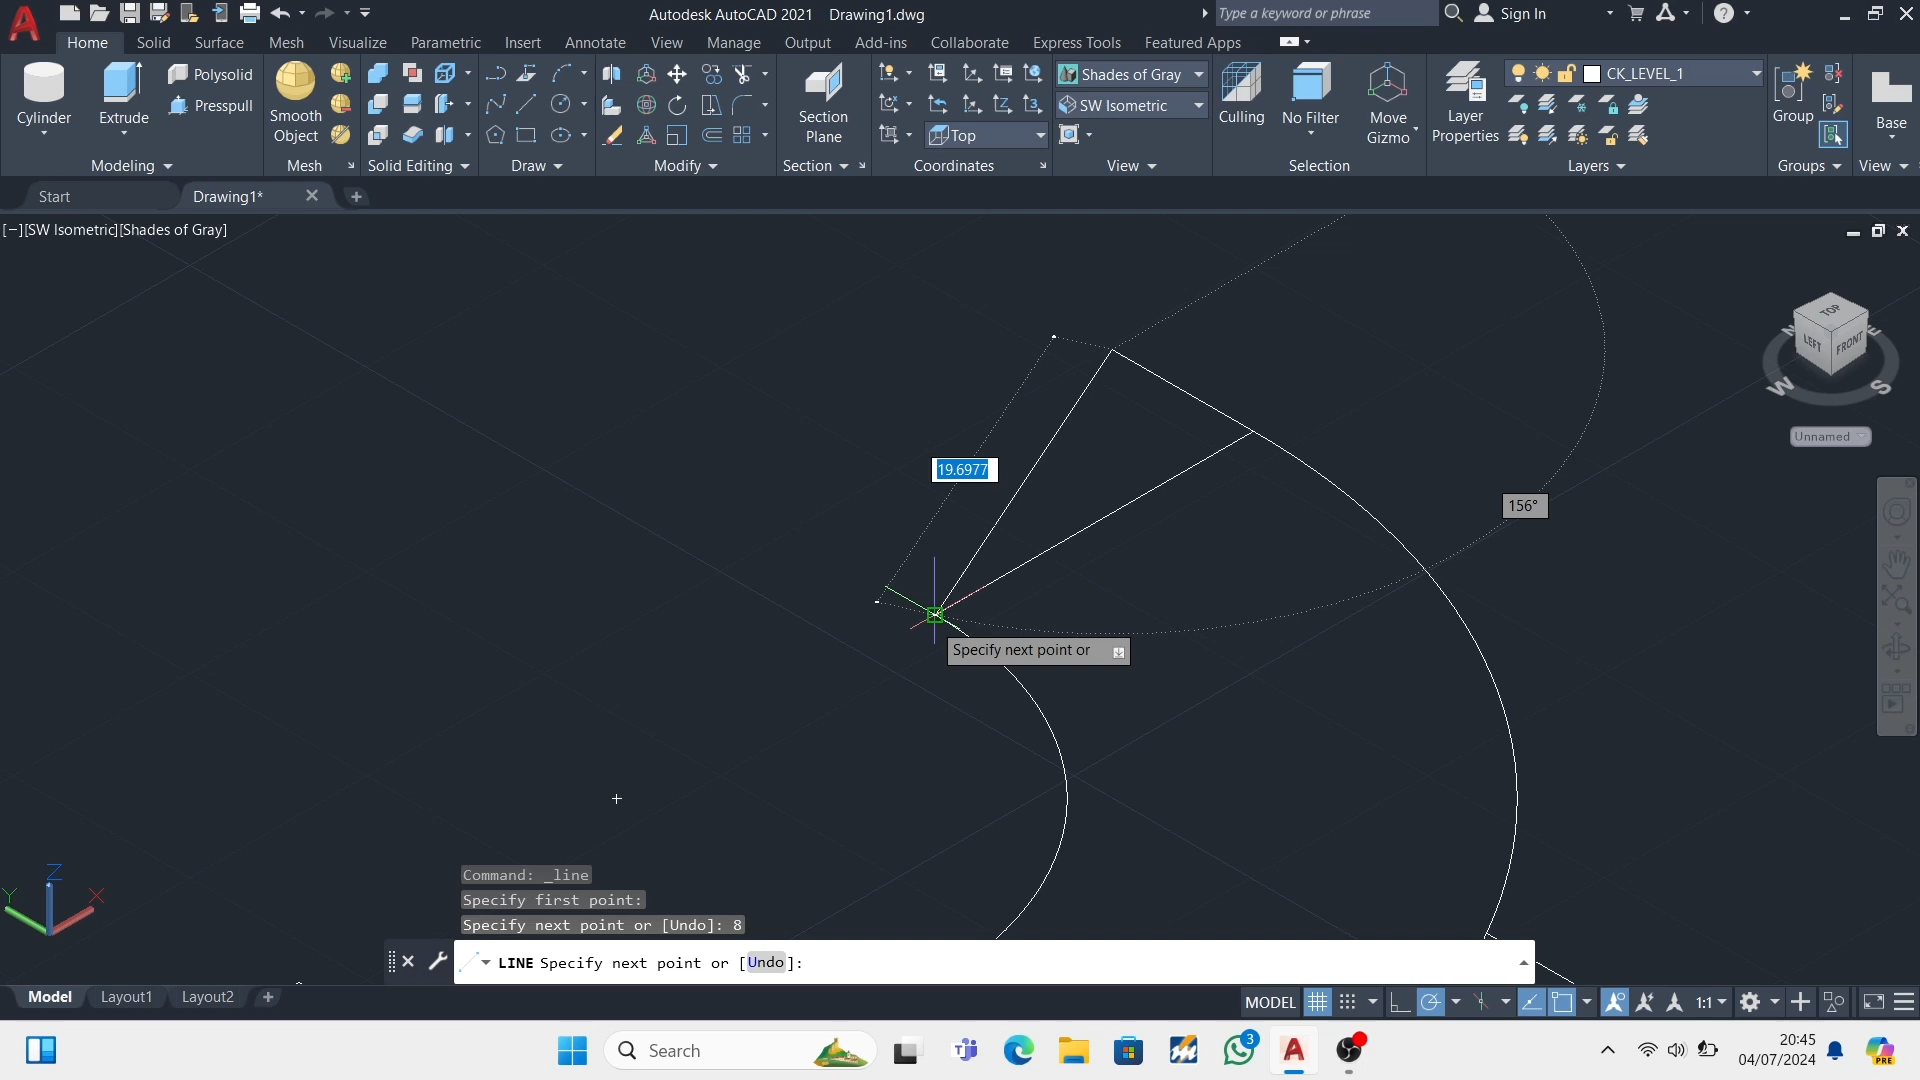 Autodesk AutoCAD 2021 Drawing1.dwg
Type a keyword or phrase
Sign In
Home Solid Surface Mesh Visualize Parametric Insert Annotate View Manage Output Add-ins Collaborate Express Tools Featured Apps
Cylinder
Extrude
Polysolid
Presspull
Modeling
Smooth Object
Mesh
Solid Editing
Draw
Modify
Section Plane
Section
Top
Coordinates
Shades of Gray
SW Isometric
View
Culling
No Filter
Move Gizmo
Selection
Layer Properties
CK_LEVEL_1
Layers
Group
Groups
Base
View
Start
Drawing1*
[−][SW Isometric][Shades of Gray]
TOP
LEFT
FRONT
N
E
W
S
Unnamed
19.6977
156°
Specify next point or
Z
Y
X
Command: _line
Specify first point:
Specify next point or [Undo]: 8
LINE Specify next point or [Undo]:
Model Layout1 Layout2
MODEL
1:1
Search
3
PRE
20:45
04/07/2024